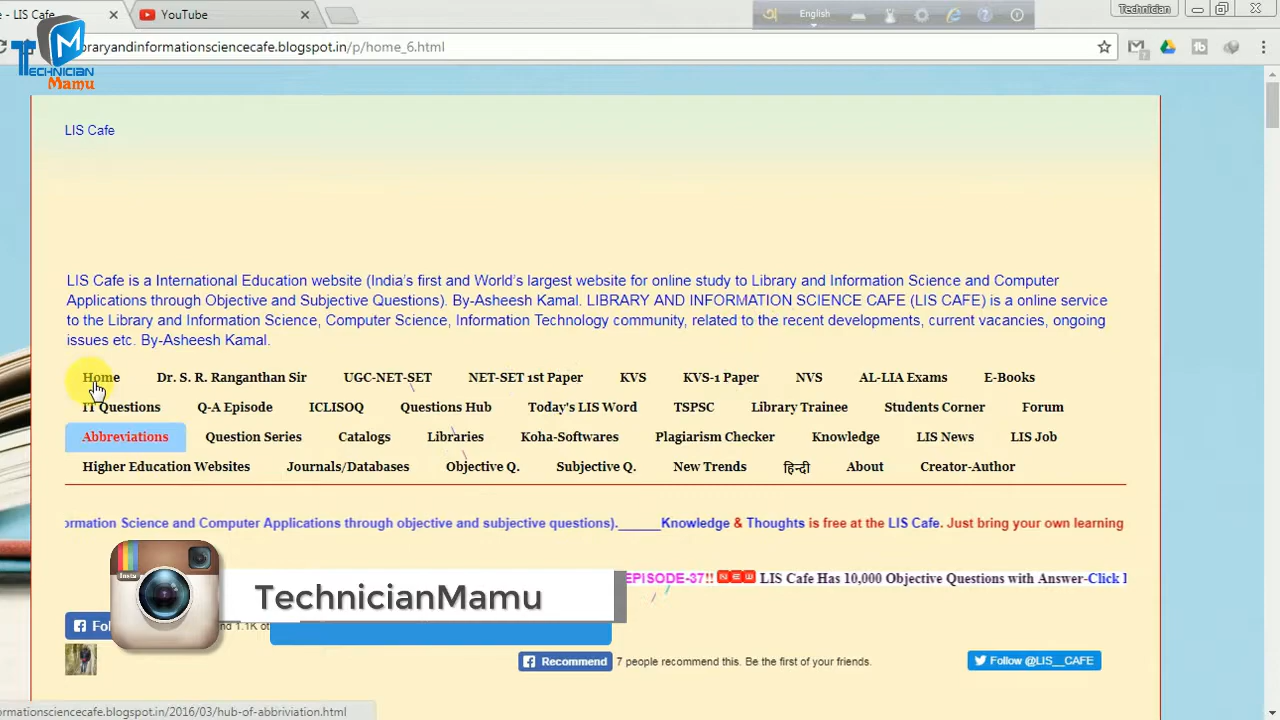 - LIS Cafe
YouTube
English
Technician
libraryandinformationsciencecafe.blogspot.in/p/home_6.html
Technician
Mamu
LIS Cafe
LIS Cafe is a International Education website (India's first and World's largest website for online study to Library and Information Science and Computer
Applications through Objective and Subjective Questions). By-Asheesh Kamal. LIBRARY AND INFORMATION SCIENCE CAFE (LIS CAFE) is a online service
to the Library and Information Science, Computer Science, Information Technology community, related to the recent developments, current vacancies, ongoing
issues etc. By-Asheesh Kamal.
Home Dr. S. R. Ranganthan Sir UGC-NET-SET NET-SET 1st Paper KVS KVS-1 Paper NVS AL-LIA Exams E-Books
IT Questions Q-A Episode ICLISOQ Questions Hub Today's LIS Word TSPSC Library Trainee Students Corner Forum
Abbreviations Question Series Catalogs Libraries Koha-Softwares Plagiarism Checker Knowledge LIS News LIS Job
Higher Education Websites Journals/Databases Objective Q. Subjective Q. New Trends हिन्दी About Creator-Author
ormation Science and Computer Applications through objective and subjective questions).______Knowledge & Thoughts is free at the LIS Cafe. Just bring your own learning
EPISODE-37!! NEW LIS Cafe Has 10,000 Objective Questions with Answer-Click
Insta
TechnicianMamu
Fol nd 1.1K ot
Recommend 7 people recommend this. Be the first of your friends.
Follow @LIS__CAFE
ormationsciencecafe.blogspot.in/2016/03/hub-of-abbriviation.html